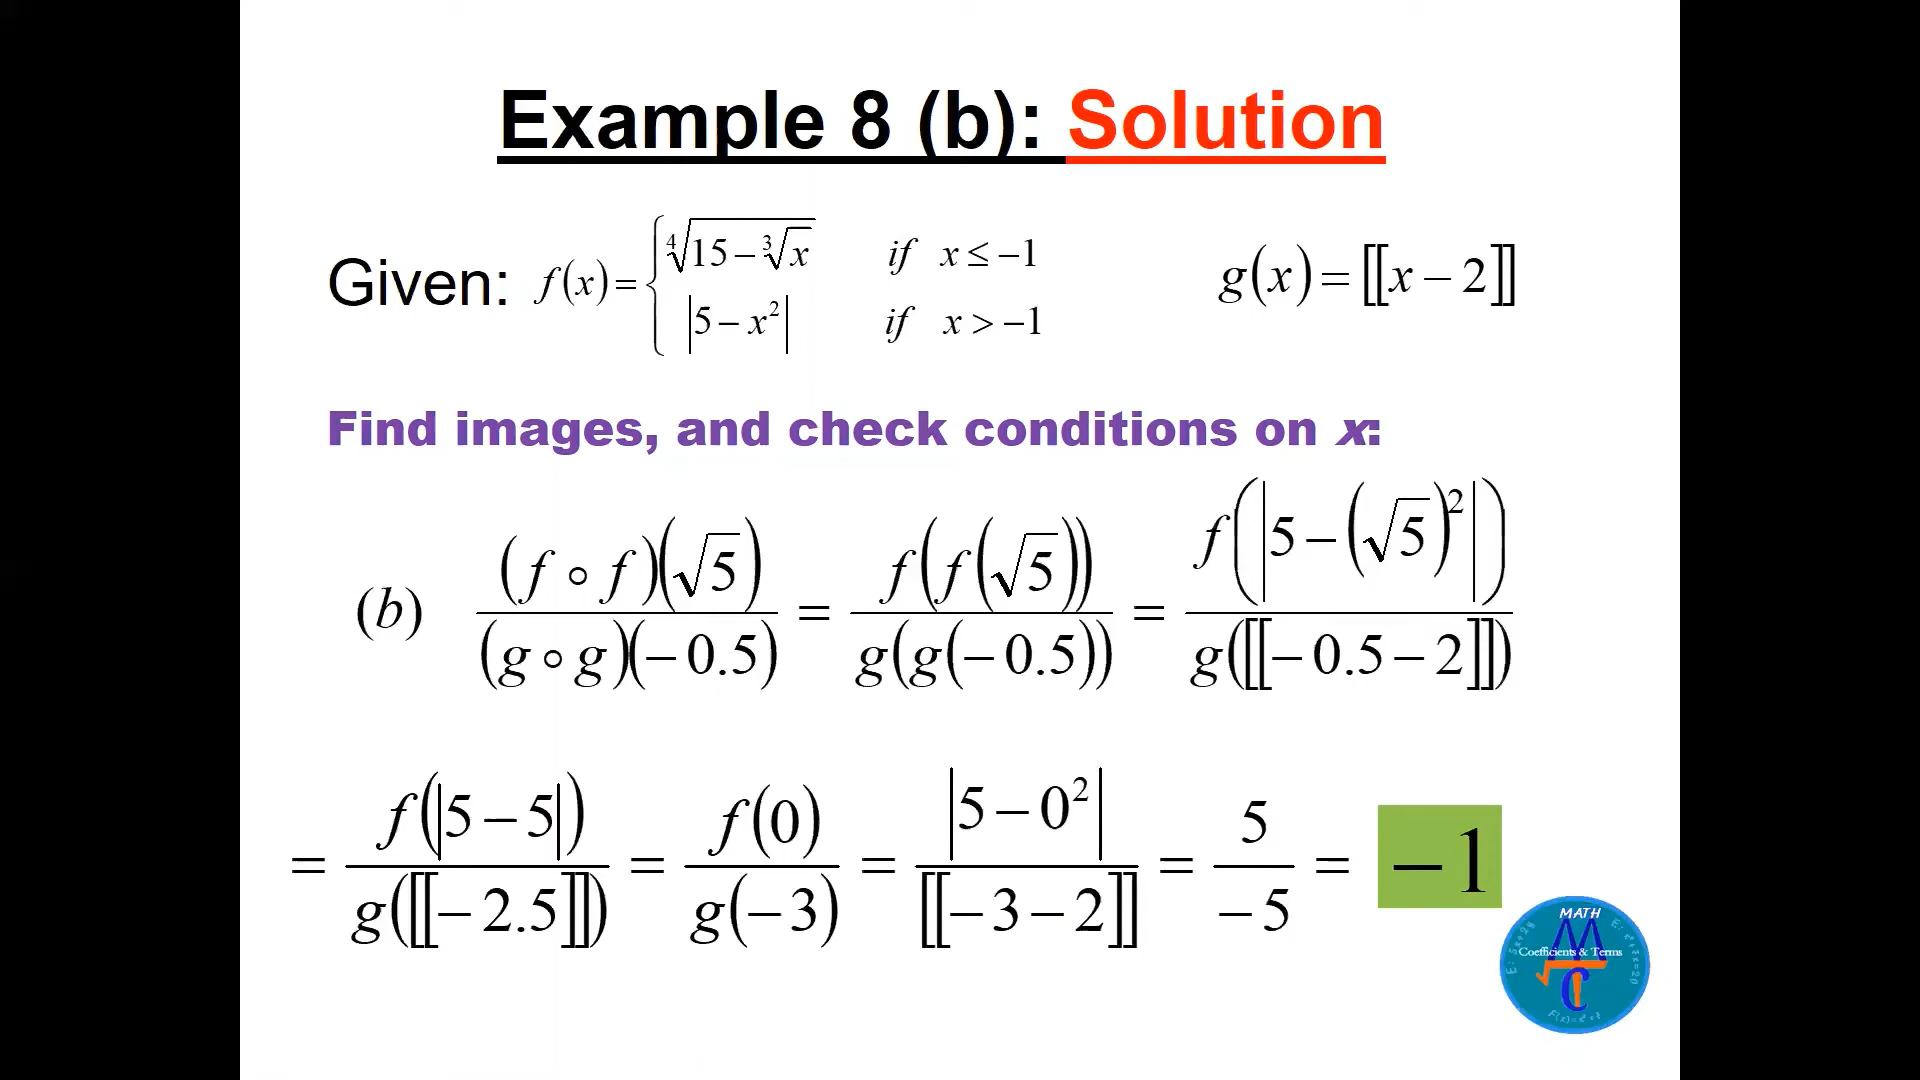 Example 8 (b): Solution
Given: f(x) = { ⁴√(15 − ³√x) if x ≤ −1
|5 − x²| if x > −1
g(x) = [[x − 2]]
Find images, and check conditions on x:
(b) (f ∘ f)(√5) / (g ∘ g)(−0.5) = f(f(√5)) / g(g(−0.5)) = f(|5 − (√5)²|) / g([[−0.5 − 2]])
= f(|5 − 5|) / g([[−2.5]]) = f(0) / g(−3) = |5 − 0²| / [[−3 − 2]] = 5 / −5 = −1
MATH
M
Coefficients & Terms
C